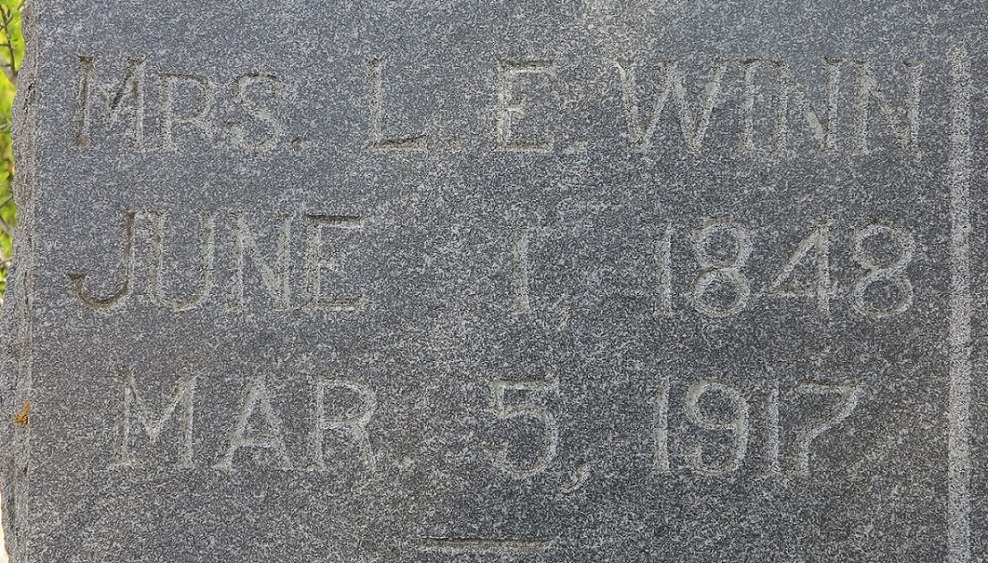 Mrs. L. E. WINN
JUNE 1, 1848
MAR. 5, 1917